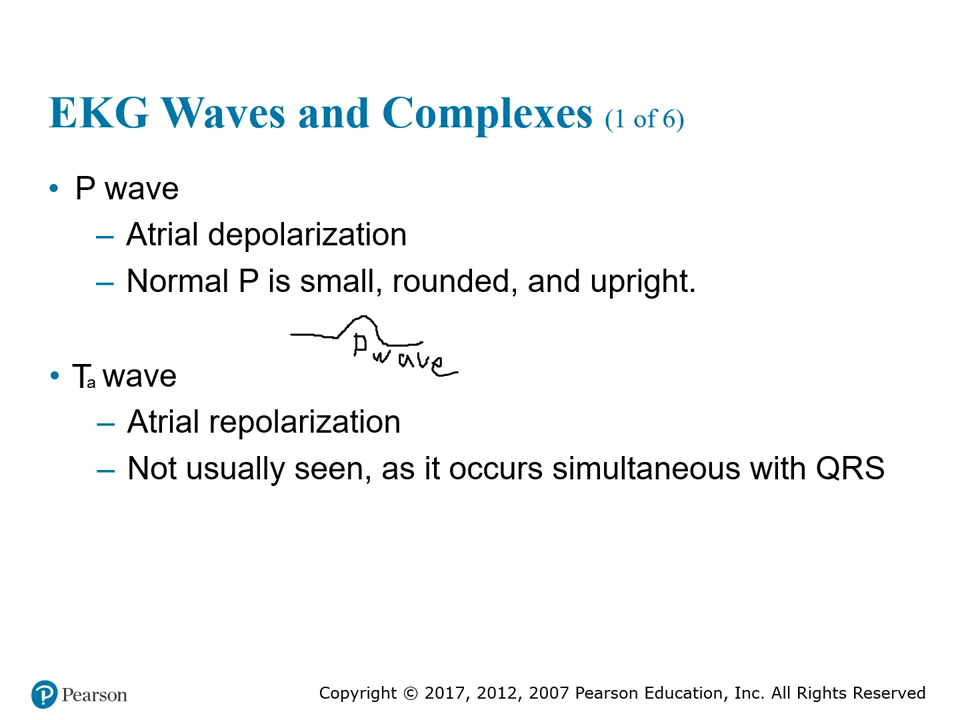 EKG Waves and Complexes (1 of 6)
• P wave
– Atrial depolarization
– Normal P is small, rounded, and upright.
P wave
• Ta wave
– Atrial repolarization
– Not usually seen, as it occurs simultaneous with QRS
P Pearson
Copyright © 2017, 2012, 2007 Pearson Education, Inc. All Rights Reserved